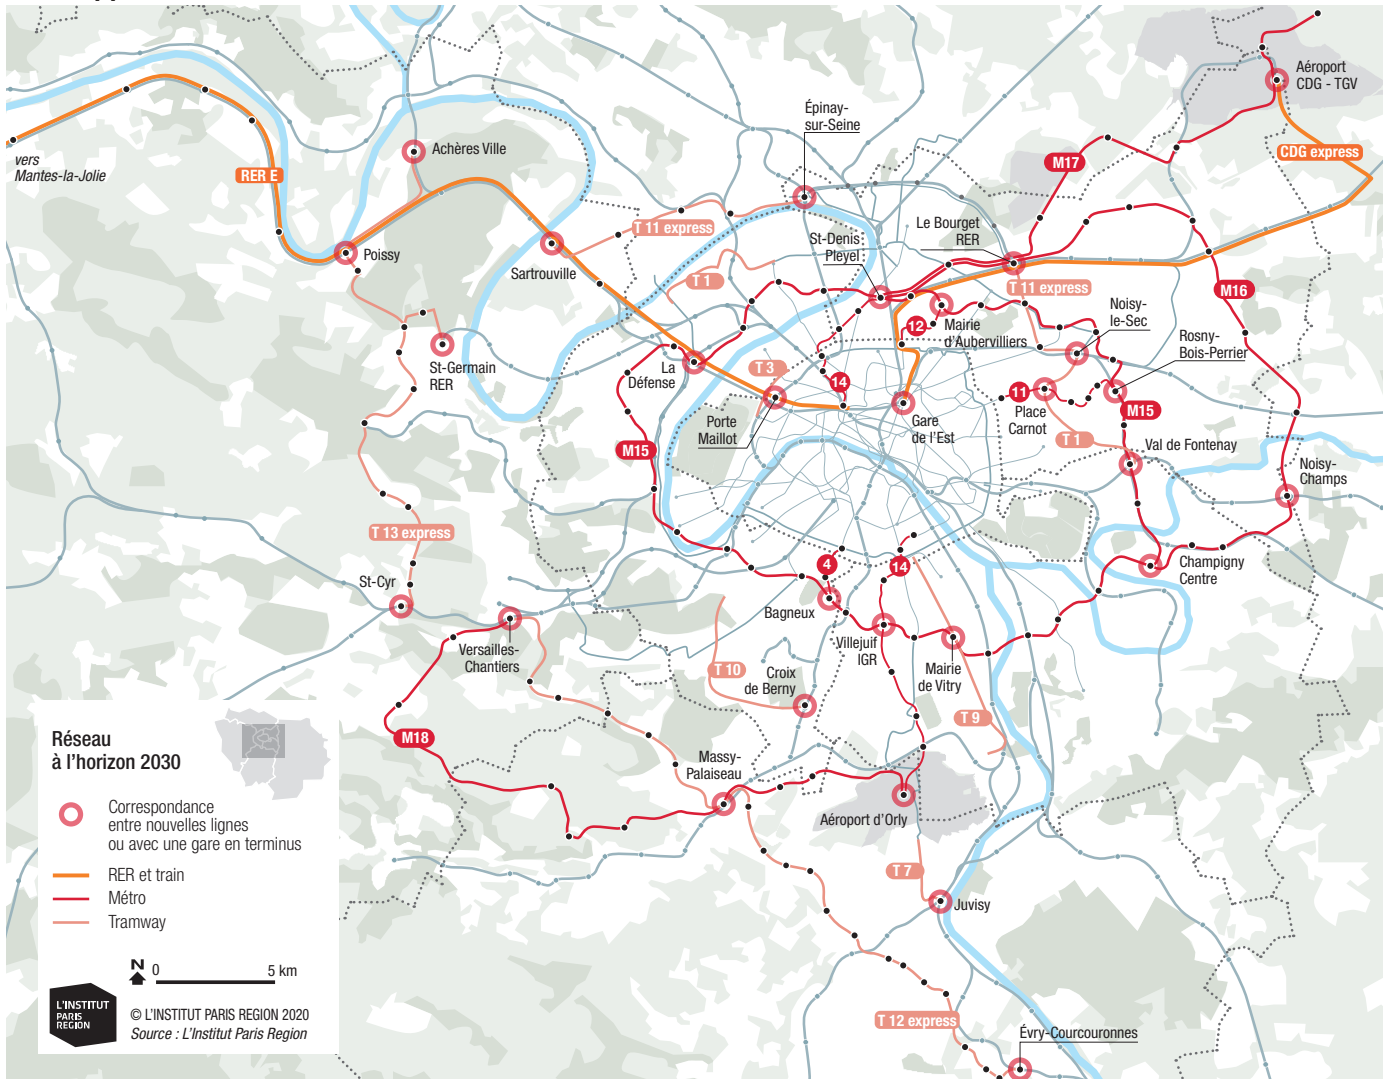 Aéroport
CDG - TGV
Épinay-
sur-Seine
Achères Ville
CDG express
M17
vers
Mantes-la-Jolie
RER E
T 11 express
Le Bourget
RER
St-Denis
Pleyel
Poissy
Sartrouville
T 1
T 11 express
M16
Noisy-
le-Sec
12
Mairie
d'Aubervilliers
Rosny-
Bois-Perrier
St-Germain
RER
La
Défense
T 3
14
11
Place
Carnot
M15
Porte
Maillot
Gare
de l'Est
T 1
Val de Fontenay
M15
Noisy-
Champs
T 13 express
St-Cyr
4
14
Champigny
Centre
Bagneux
Versailles-
Chantiers
Villejuif
IGR
Mairie
de Vitry
T 10
Croix
de Berny
T 9
M18
Massy-
Palaiseau
Aéroport d'Orly
T 7
Juvisy
T 12 express
Évry-Courcouronnes
Réseau
à l'horizon 2030
Correspondance
entre nouvelles lignes
ou avec une gare en terminus
RER et train
Métro
Tramway
N
0 5 km
L'INSTITUT
PARIS
REGION
© L'INSTITUT PARIS REGION 2020
Source : L'Institut Paris Region